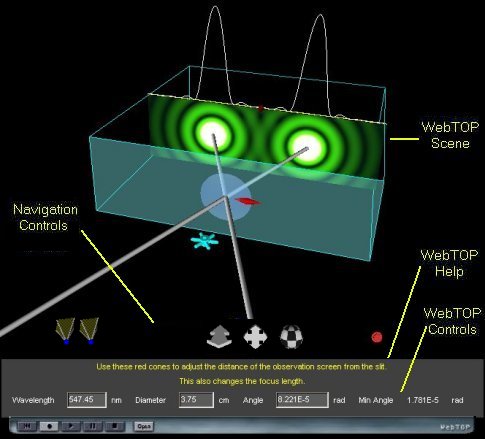 WebTOP
Scene
Navigation
Controls
WebTOP
Help
WebTOP
Controls
Use these red cones to adjust the distance of the observation screen from the slit.
This also changes the focus length.
Wavelength 547.45 nm Diameter 3.75 cm Angle 8.221E-5 rad Min Angle 1.781E-5 rad
Open WebTOP